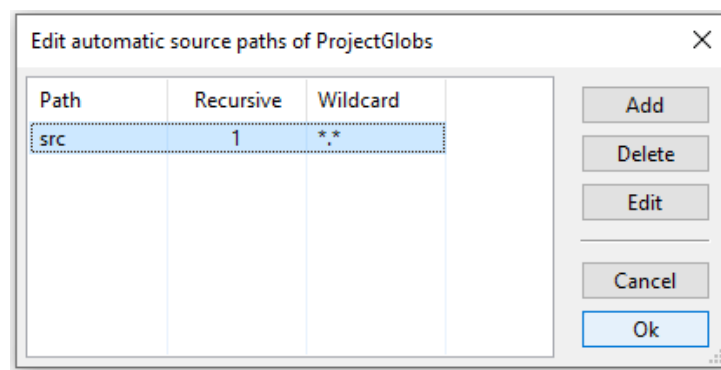 Edit automatic source paths of ProjectGlobs
Path Recursive Wildcard
src 1 *.*
Add
Delete
Edit
Cancel
Ok